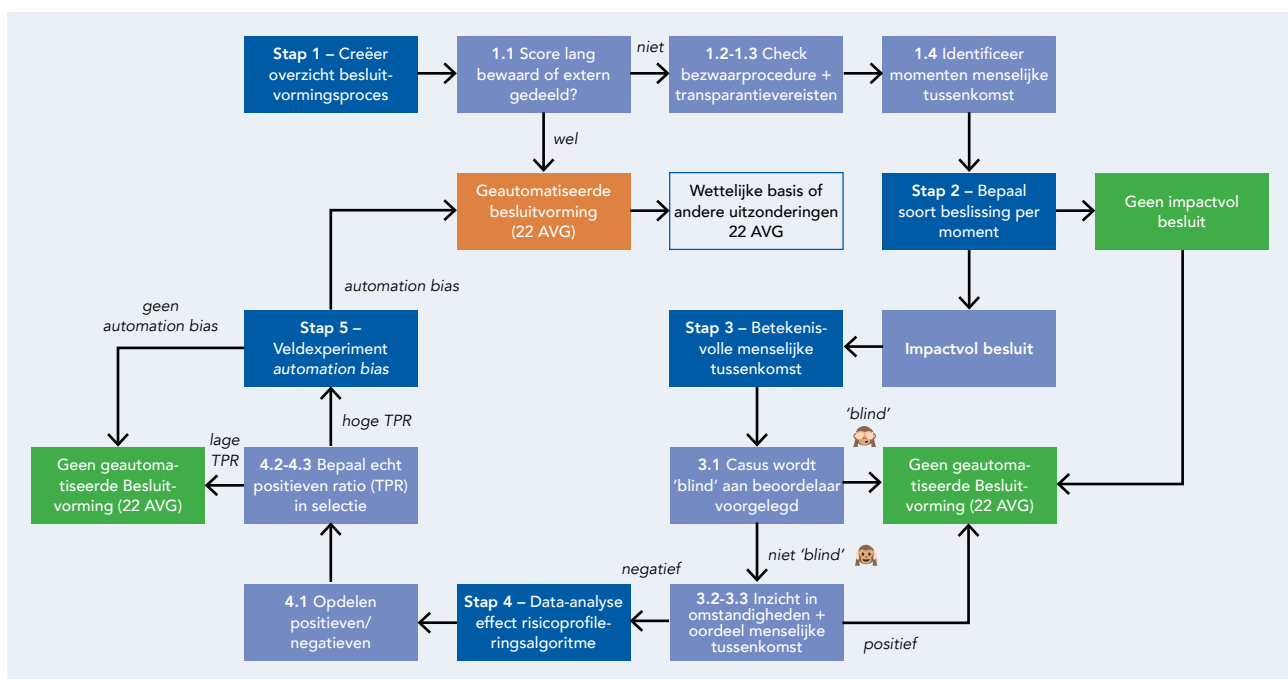 Stap 1 – Creëer
overzicht besluit-
vormingsproces
1.1 Score lang
bewaard of extern
gedeeld?
niet
1.2-1.3 Check
bezwaarprocedure +
transparantievereisten
1.4 Identificeer
momenten menselijke
tussenkomst
wel
Geautomatiseerde
besluitvorming
(22 AVG)
Wettelijke basis of
andere uitzonderingen
22 AVG
Stap 2 – Bepaal
soort beslissing per
moment
Geen impactvol
besluit
automation bias
geen
automation bias
Stap 5 –
Veldexperiment
automation bias
Stap 3 – Betekenis-
volle menselijke
tussenkomst
Impactvol besluit
hoge TPR
'blind'
lage
TPR
Geen geautoma-
tiseerde Besluit-
vorming (22 AVG)
4.2-4.3 Bepaal echt
positieven ratio (TPR)
in selectie
3.1 Casus wordt
'blind' aan beoordelaar
voorgelegd
Geen geautoma-
tiseerde Besluit-
vorming (22 AVG)
niet 'blind'
negatief
4.1 Opdelen
positieven/
negatieven
Stap 4 – Data-analyse
effect risicoprofile-
ringsalgoritme
3.2-3.3 Inzicht in
omstandigheden +
oordeel menselijke
tussenkomst
positief